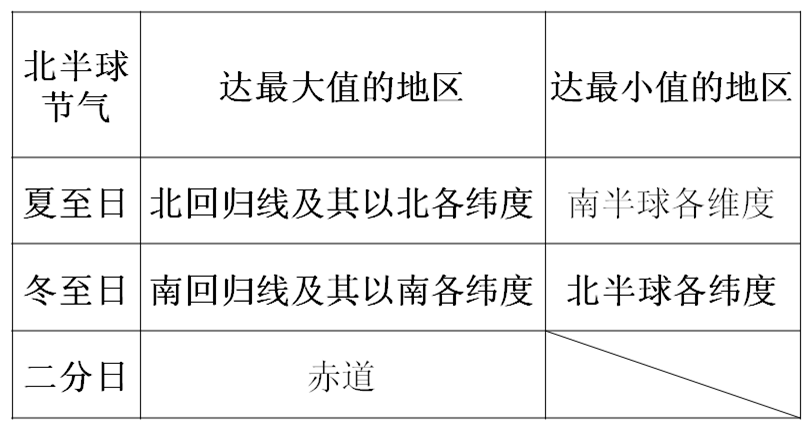 北半球
节气
达最大值的地区
达最小值的地区
夏至日
北回归线及其以北各纬度
南半球各维度
冬至日
南回归线及其以南各纬度
北半球各纬度
二分日
赤道